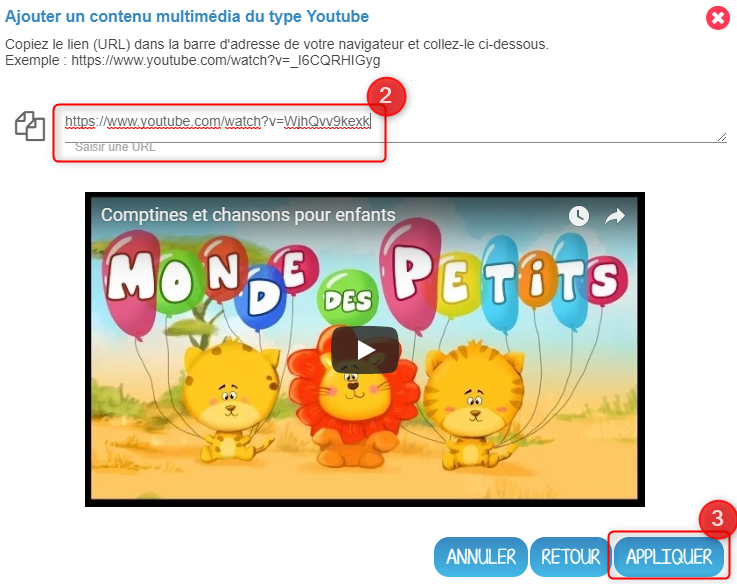 Ajouter un contenu multimédia du type Youtube
Copiez le lien (URL) dans la barre d'adresse de votre navigateur et collez-le ci-dessous.
Exemple : https://www.youtube.com/watch?v=_I6CQRHIGyg
2
https://www.youtube.com/watch?v=WjhQvv9kexk
Saisir une URL
Comptines et chansons pour enfants
MONDE DES PETiTS
3
ANNULER RETOUR APPLIQUER